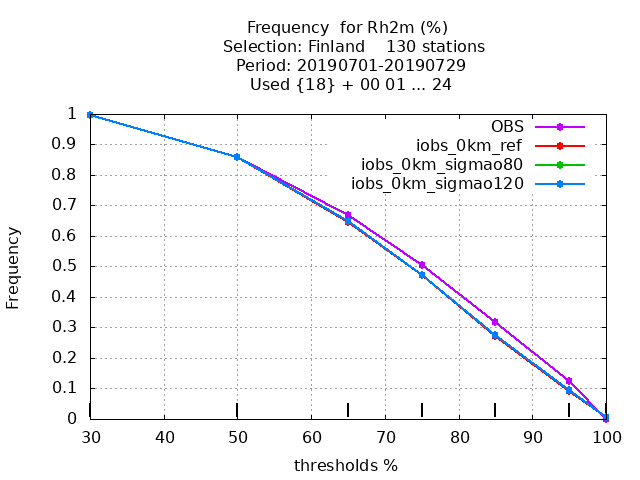 Frequency  for Rh2m (%)
Selection: Finland    130 stations
Period: 20190701-20190729
Used {18} + 00 01 ... 24
OBS
iobs_0km_ref
iobs_0km_sigmao80
iobs_0km_sigmao120
1
0.9
0.8
0.7
0.6
0.5
0.4
0.3
0.2
0.1
0
Frequency
30 40 50 60 70 80 90 100
thresholds %